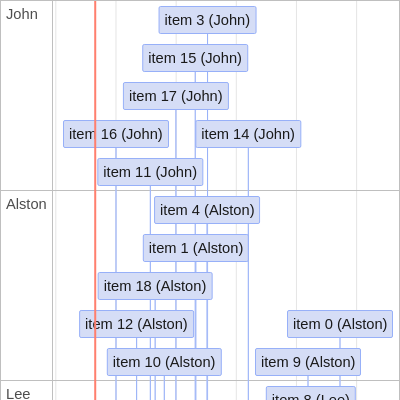 John
item 3 (John)
item 15 (John)
item 17 (John)
item 16 (John)
item 14 (John)
item 11 (John)
Alston
item 4 (Alston)
item 1 (Alston)
item 18 (Alston)
item 12 (Alston)
item 0 (Alston)
item 10 (Alston)
item 9 (Alston)
Lee
item 8 (Lee)